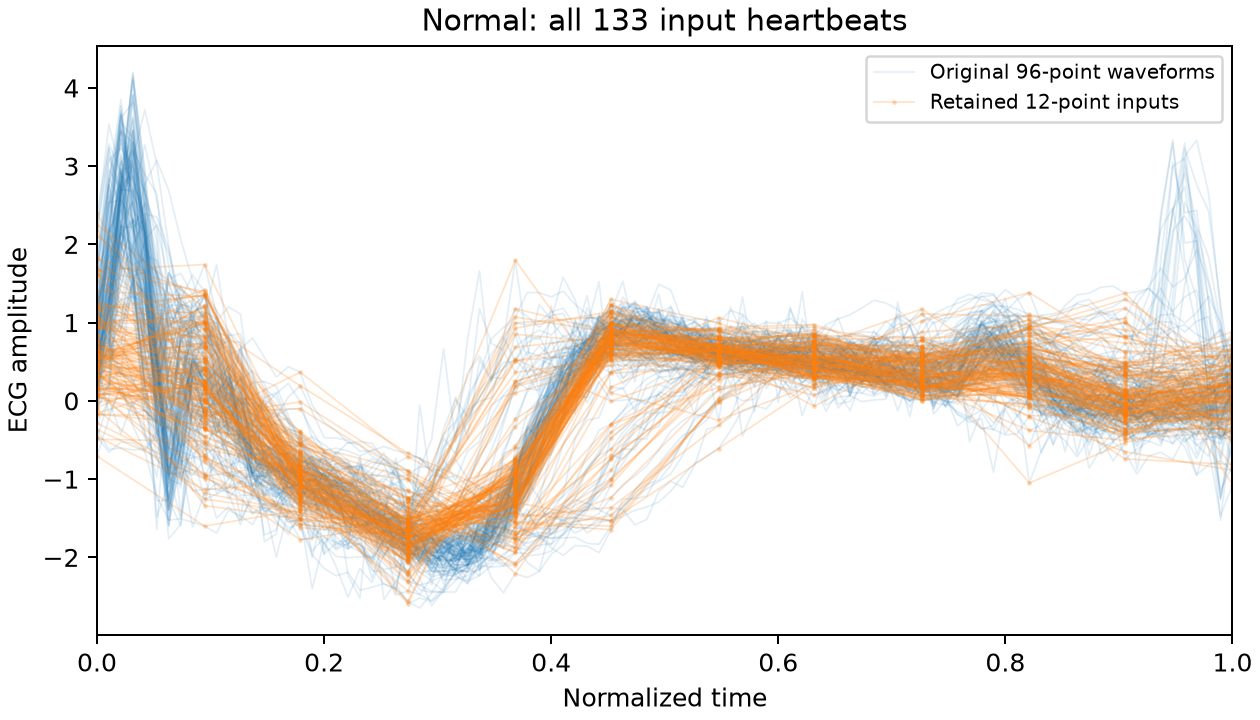 Normal: all 133 input heartbeats
Original 96-point waveforms
Retained 12-point inputs
ECG amplitude
4
3
2
1
0
−1
−2
0.0 0.2 0.4 0.6 0.8 1.0
Normalized time